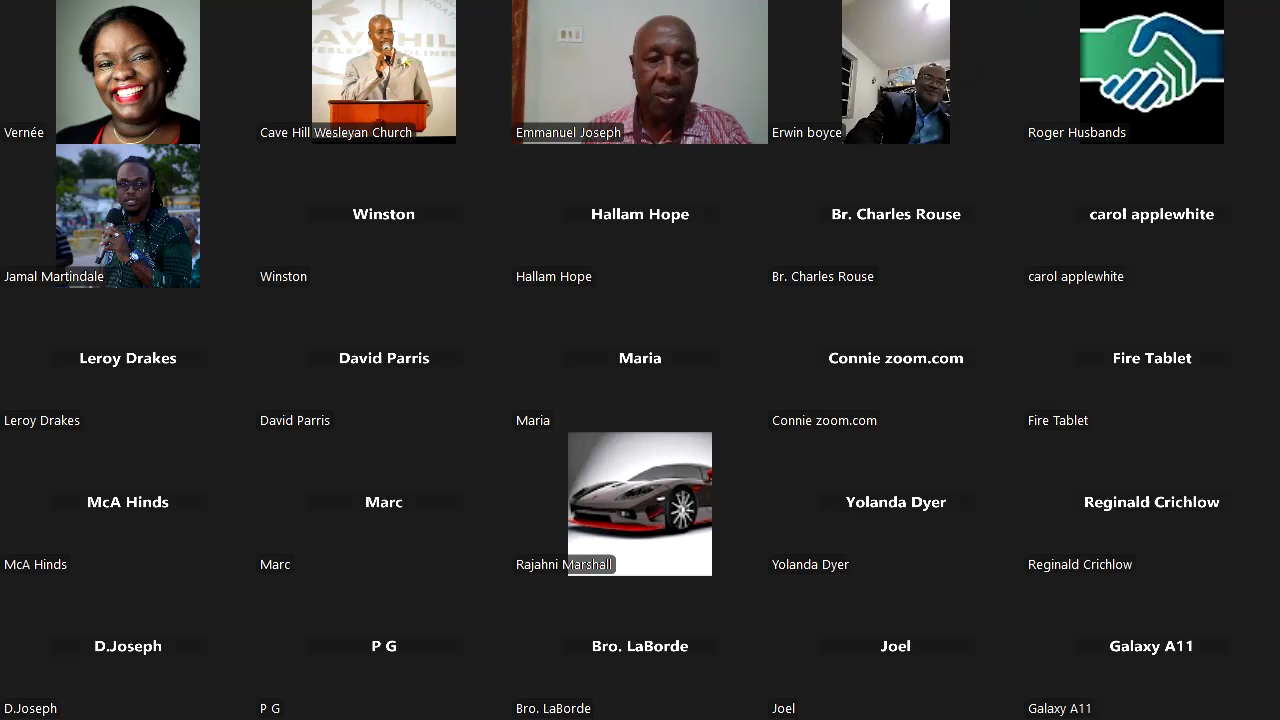 AV HIL
WESLEY DLINES
Vernée
Cave Hill Wesleyan Church
Emmanuel Joseph
Erwin boyce
Roger Husbands
Winston
Hallam Hope
Br. Charles Rouse
carol applewhite
Jamal Martindale
Winston
Hallam Hope
Br. Charles Rouse
carol applewhite
Leroy Drakes
David Parris
Maria
Connie zoom.com
Fire Tablet
Leroy Drakes
David Parris
Maria
Connie zoom.com
Fire Tablet
McA Hinds
Marc
Yolanda Dyer
Reginald Crichlow
McA Hinds
Marc
Rajahni Marshall
Yolanda Dyer
Reginald Crichlow
D.Joseph
P G
Bro. LaBorde
Joel
Galaxy A11
D.Joseph
P G
Bro. LaBorde
Joel
Galaxy A11